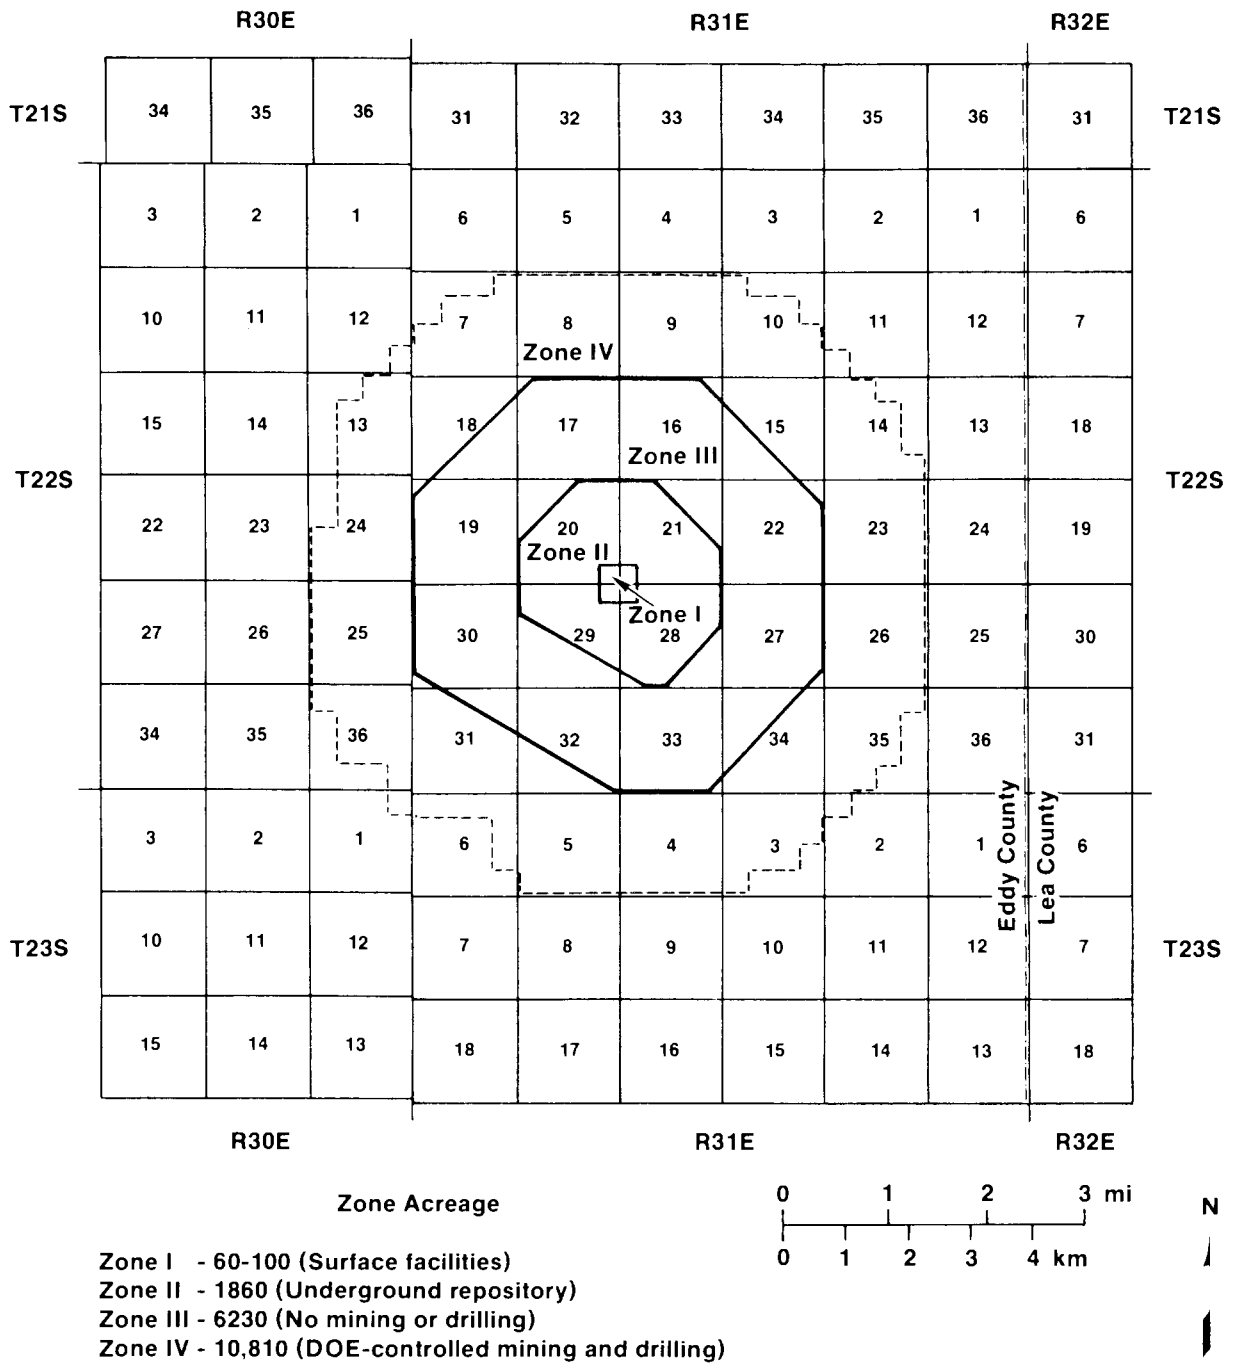 R30E R31E R32E
T21S 34 35 36 31 32 33 34 35 36 31 T21S
3 2 1 6 5 4 3 2 1 6
10 11 12 7 8 9 10 11 12 7
Zone IV
15 14 13 18 17 16 15 14 13 18
Zone III
T22S T22S
22 23 24 19 20 21 22 23 24 19
Zone II
Zone I
27 26 25 30 29 28 27 26 25 30
34 35 36 31 32 33 34 35 36 31
Eddy County
Lea County
3 2 1 6 5 4 3 2 1 6
T23S 10 11 12 7 8 9 10 11 12 7 T23S
15 14 13 18 17 16 15 14 13 18
R30E R31E R32E
Zone Acreage
0 1 2 3 mi
0 1 2 3 4 km
N
Zone I - 60-100 (Surface facilities)
Zone II - 1860 (Underground repository)
Zone III - 6230 (No mining or drilling)
Zone IV - 10,810 (DOE-controlled mining and drilling)